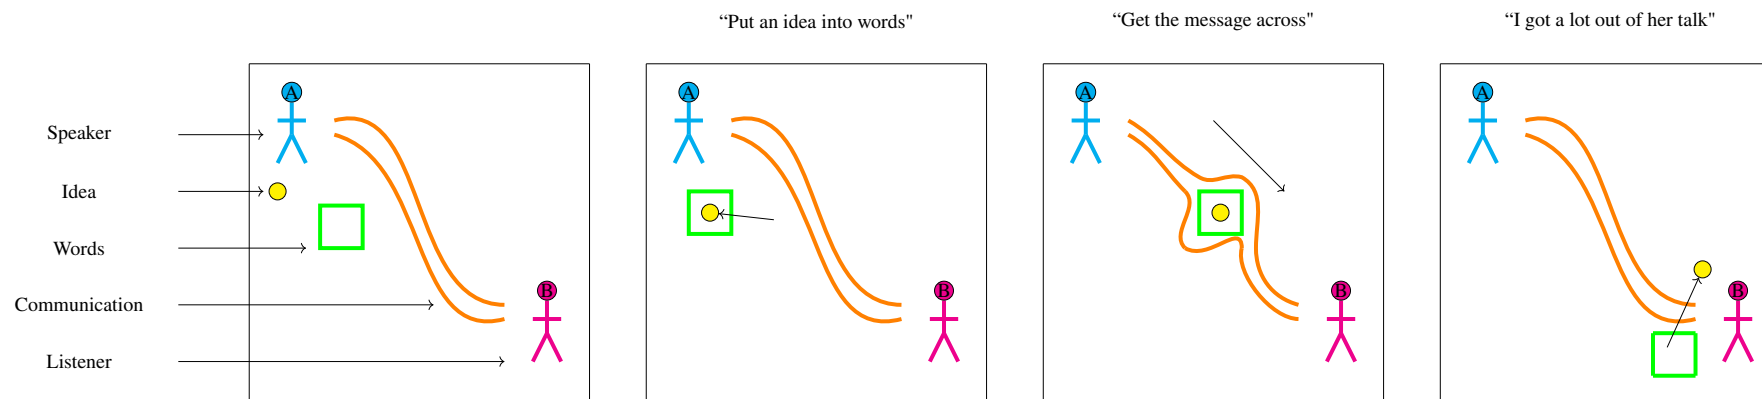 “Put an idea into words"
“Get the message across"
“I got a lot out of her talk"
A
A
A
A
Speaker
Idea
Words
Communication
Listener
B
B
B
B